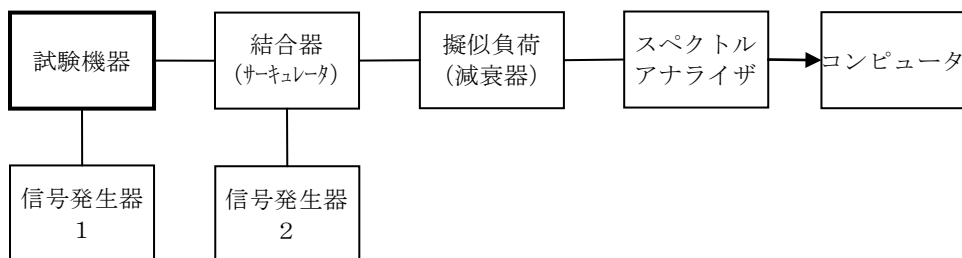 試験機器
結合器
(ｻｰｷｭﾚｰﾀ)
擬似負荷
(減衰器)
スペクトル
アナライザ
コンピュータ
信号発生器
1
信号発生器
2